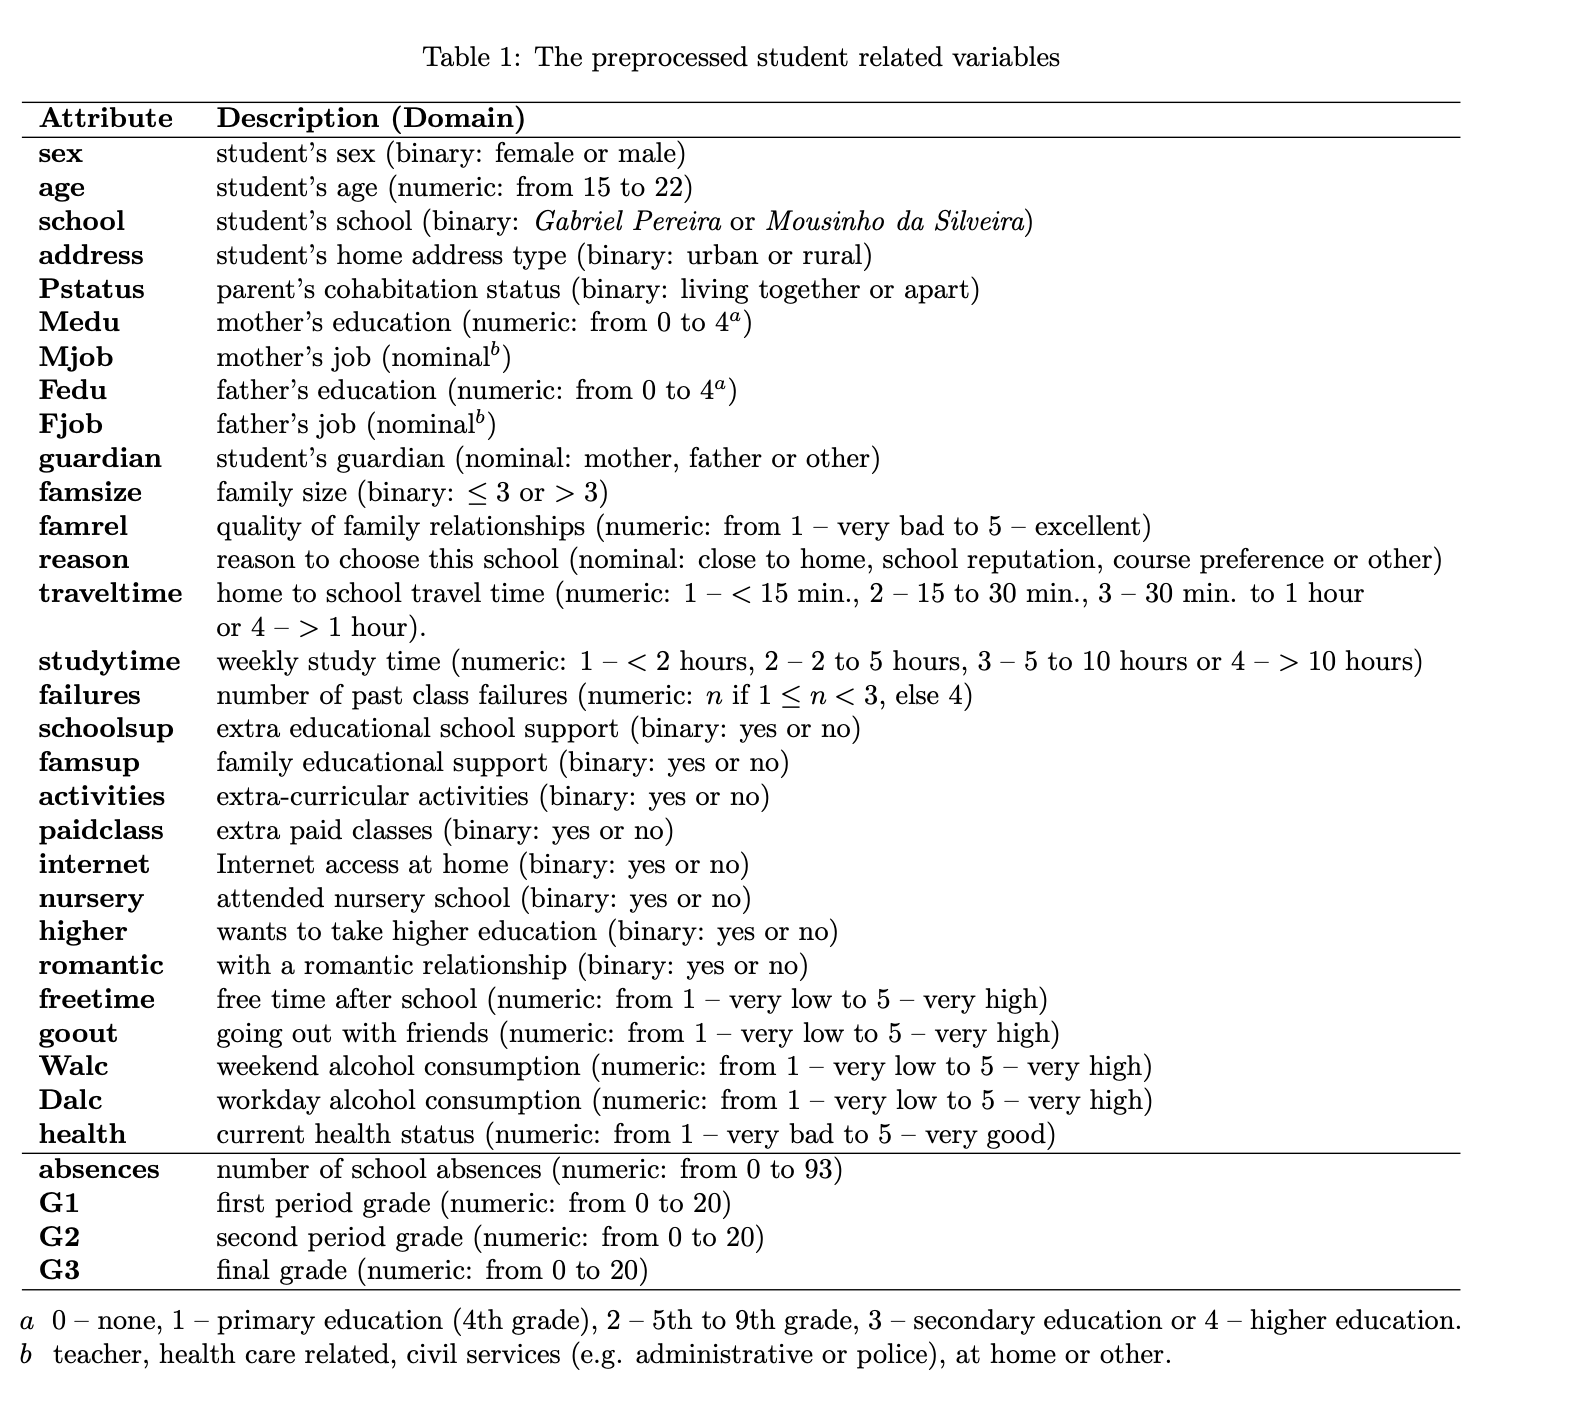 Table 1: The preprocessed student related variables
Attribute Description (Domain)
sex student's sex (binary: female or male)
age student's age (numeric: from 15 to 22)
school student's school (binary: Gabriel Pereira or Mousinho da Silveira)
address student's home address type (binary: urban or rural)
Pstatus parent's cohabitation status (binary: living together or apart)
Medu mother's education (numeric: from 0 to 4ᵃ)
Mjob mother's job (nominalᵇ)
Fedu father's education (numeric: from 0 to 4ᵃ)
Fjob father's job (nominalᵇ)
guardian student's guardian (nominal: mother, father or other)
famsize family size (binary: ≤ 3 or > 3)
famrel quality of family relationships (numeric: from 1 – very bad to 5 – excellent)
reason reason to choose this school (nominal: close to home, school reputation, course preference or other)
traveltime home to school travel time (numeric: 1 – < 15 min., 2 – 15 to 30 min., 3 – 30 min. to 1 hour
or 4 – > 1 hour).
studytime weekly study time (numeric: 1 – < 2 hours, 2 – 2 to 5 hours, 3 – 5 to 10 hours or 4 – > 10 hours)
failures number of past class failures (numeric: n if 1 ≤ n < 3, else 4)
schoolsup extra educational school support (binary: yes or no)
famsup family educational support (binary: yes or no)
activities extra-curricular activities (binary: yes or no)
paidclass extra paid classes (binary: yes or no)
internet Internet access at home (binary: yes or no)
nursery attended nursery school (binary: yes or no)
higher wants to take higher education (binary: yes or no)
romantic with a romantic relationship (binary: yes or no)
freetime free time after school (numeric: from 1 – very low to 5 – very high)
goout going out with friends (numeric: from 1 – very low to 5 – very high)
Walc weekend alcohol consumption (numeric: from 1 – very low to 5 – very high)
Dalc workday alcohol consumption (numeric: from 1 – very low to 5 – very high)
health current health status (numeric: from 1 – very bad to 5 – very good)
absences number of school absences (numeric: from 0 to 93)
G1 first period grade (numeric: from 0 to 20)
G2 second period grade (numeric: from 0 to 20)
G3 final grade (numeric: from 0 to 20)
a 0 – none, 1 – primary education (4th grade), 2 – 5th to 9th grade, 3 – secondary education or 4 – higher education.
b teacher, health care related, civil services (e.g. administrative or police), at home or other.